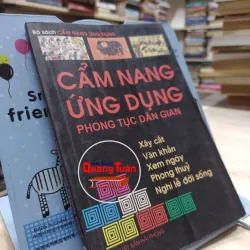 Bộ sách CẨM NANG ỨNG DỤNG
CẨM NANG
ỨNG DỤNG
PHONG TỤC DÂN GIAN
Xây cất
Văn khấn
Xem ngày
Phong thuỷ
Nghi lễ đời sống
Quang Tuấn